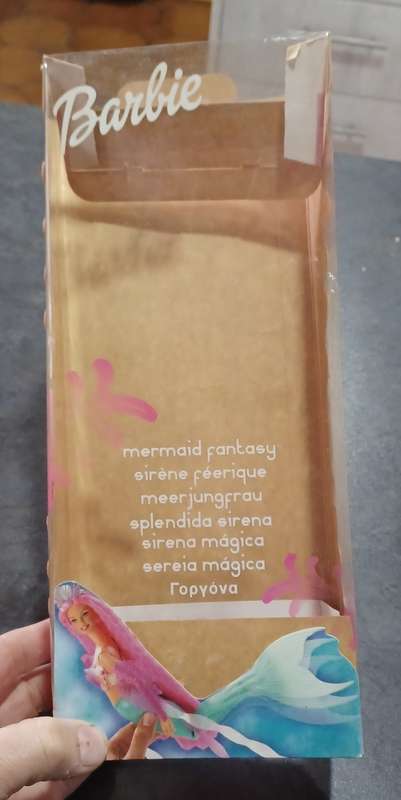 Barbie
mermaid fantasy
sirène féerique
meerjungfrau
splendida sirena
sirena mágica
sereia mágica
Γοργόνα